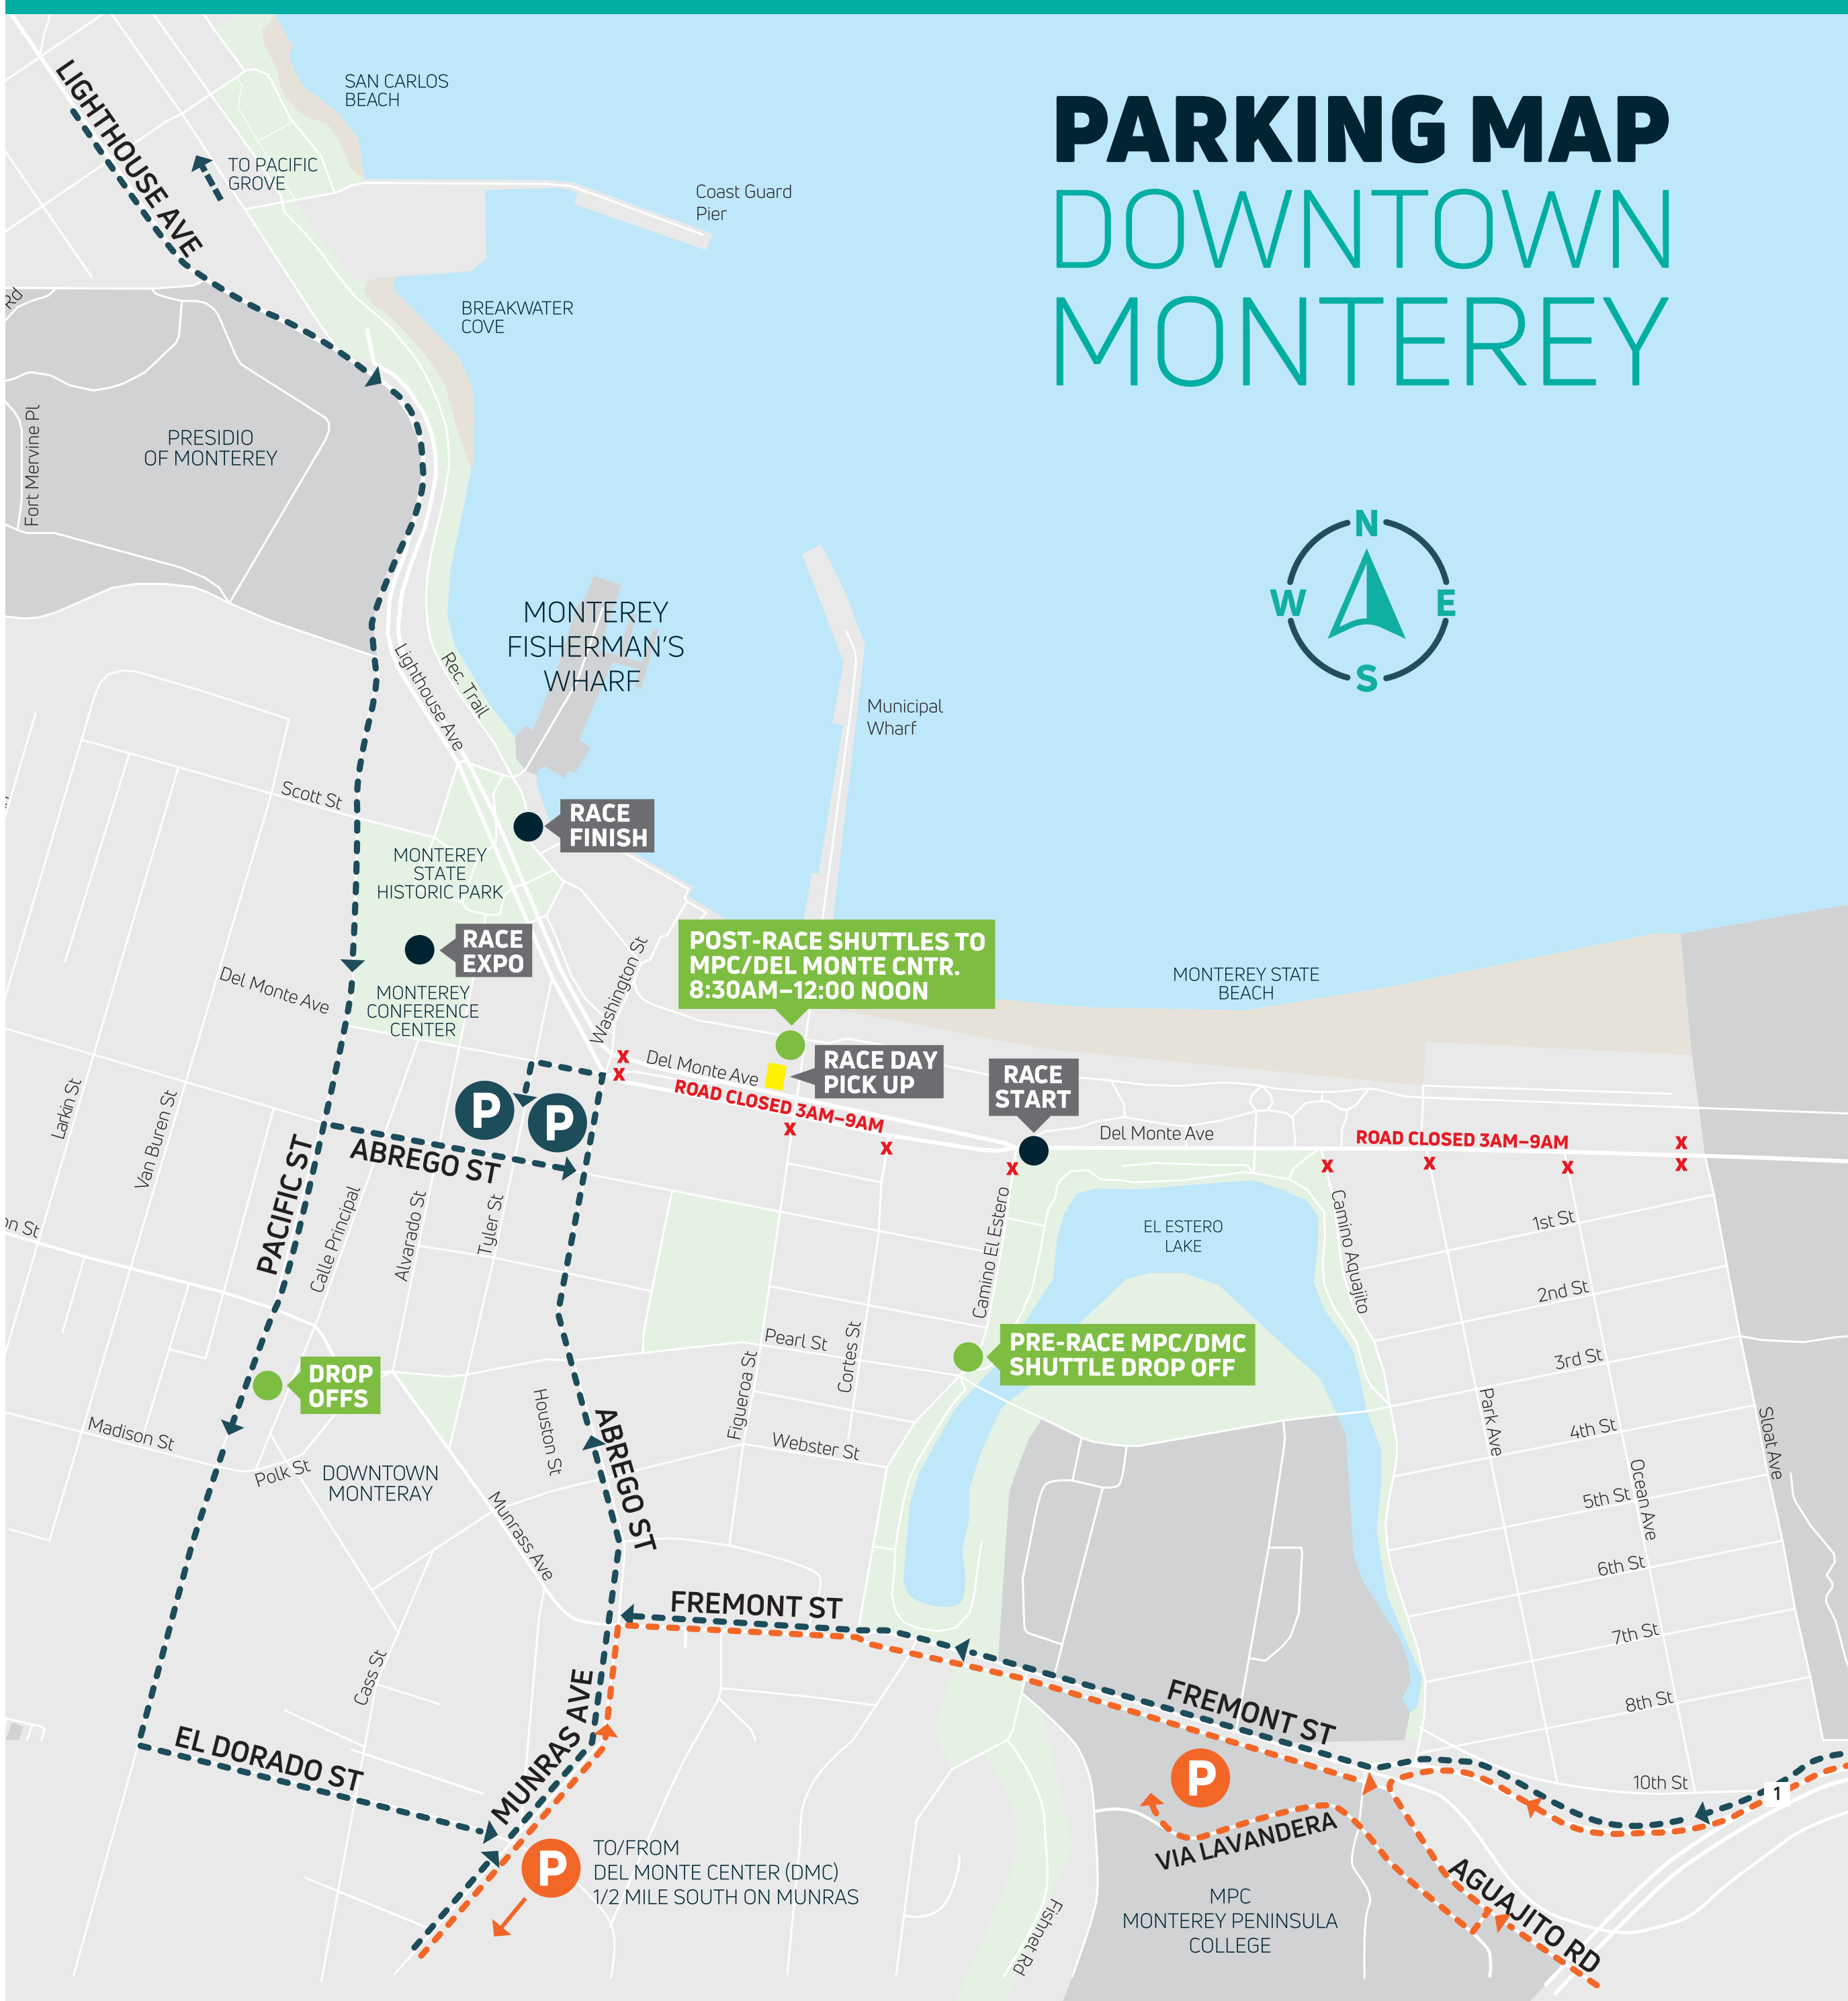 PARKING MAP
DOWNTOWN
MONTEREY
SAN CARLOS
BEACH
LIGHTHOUSE AVE
TO PACIFIC
GROVE
Coast Guard
Pier
BREAKWATER
COVE
Rd
Fort Mervine Pl
PRESIDIO
OF MONTEREY
N
W
E
S
MONTEREY
FISHERMAN'S
WHARF
Lighthouse Ave
Rec. Trail
Municipal
Wharf
Scott St
RACE
FINISH
MONTEREY
STATE
HISTORIC PARK
RACE
EXPO
Washington St
POST-RACE SHUTTLES TO
MPC/DEL MONTE CNTR.
8:30AM–12:00 NOON
MONTEREY STATE
BEACH
Del Monte Ave
MONTEREY
CONFERENCE
CENTER
X
X
Del Monte Ave
RACE DAY
PICK UP
RACE
START
ROAD CLOSED 3AM–9AM
X
X
X
Del Monte Ave
ROAD CLOSED 3AM–9AM
X
X
X
X
X
P
P
Larkin St
Van Buren St
PACIFIC ST
ABREGO ST
Calle Principal
Alvarado St
Tyler St
Camino El Estero
EL ESTERO
LAKE
Camino Aquajito
1st St
2nd St
3rd St
4th St
5th St
6th St
7th St
8th St
10th St
Park Ave
Ocean Ave
Sloat Ave
on St
Pearl St
Cortes St
Figueroa St
Webster St
PRE-RACE MPC/DMC
SHUTTLE DROP OFF
DROP
OFFS
Madison St
Polk St
DOWNTOWN
MONTERAY
Houston St
ABREGO ST
Munrass Ave
Cass St
FREMONT ST
FREMONT ST
MUNRAS AVE
EL DORADO ST
P
TO/FROM
DEL MONTE CENTER (DMC)
1/2 MILE SOUTH ON MUNRAS
P
VIA LAVANDERA
1
AGUAJITO RD
MPC
MONTEREY PENINSULA
COLLEGE
Fishnet Rd